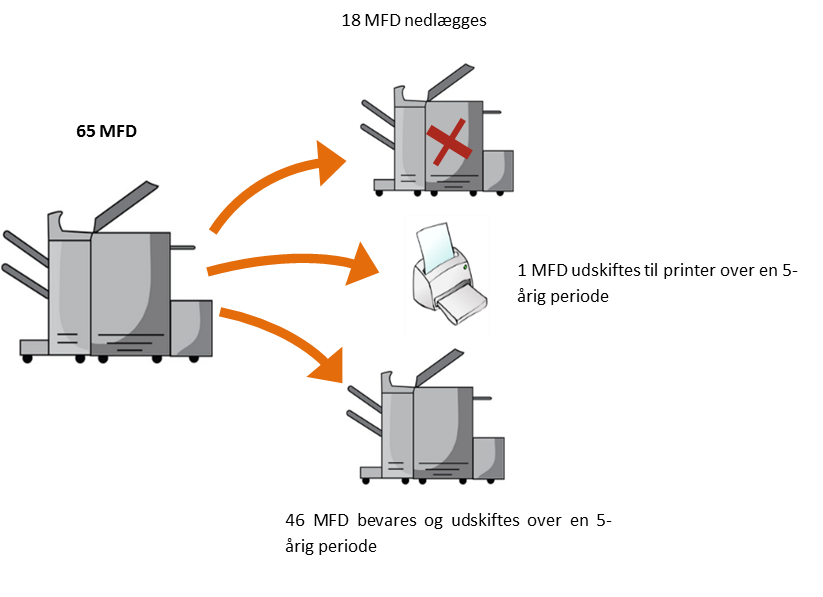 18 MFD nedlægges
65 MFD
1 MFD udskiftes til printer over en 5-
årig periode
46 MFD bevares og udskiftes over en 5-
årig periode